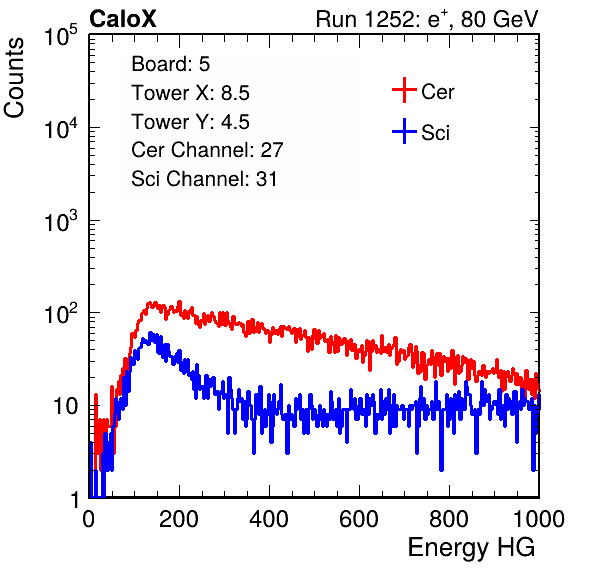 CaloX Run 1252: e⁺, 80 GeV
Counts
10⁵
10⁴
10³
10²
10
1
Board: 5
Tower X: 8.5
Tower Y: 4.5
Cer Channel: 27
Sci Channel: 31
Cer
Sci
0 200 400 600 800 1000
Energy HG